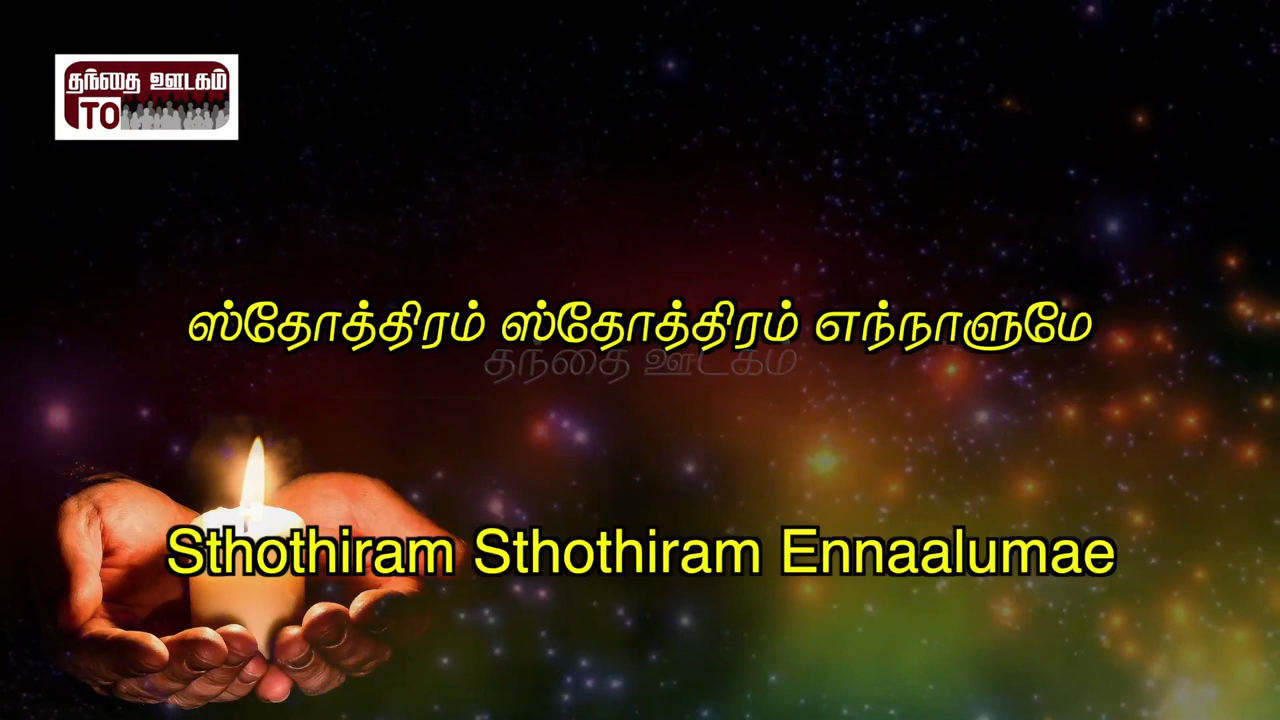 தந்தை ஊடகம்
TO
ஸ்தோத்திரம் ஸ்தோத்திரம் எந்நாளுமே
தந்தை ஊடகம்
Sthothiram Sthothiram Ennaalumae